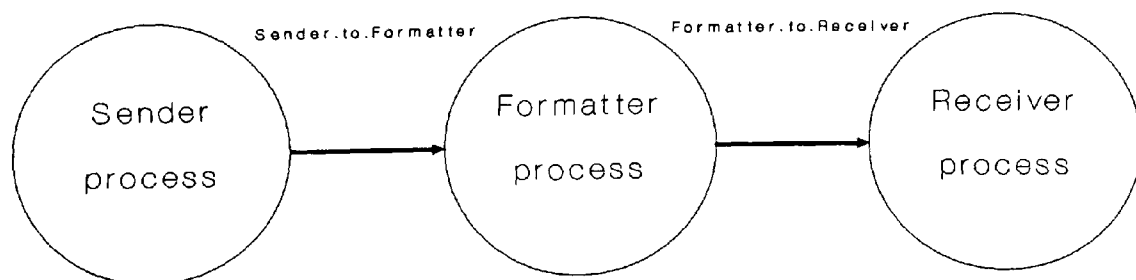 Sender.to.Formatter
Formatter.to.Receiver
Sender
process
Formatter
process
Receiver
process